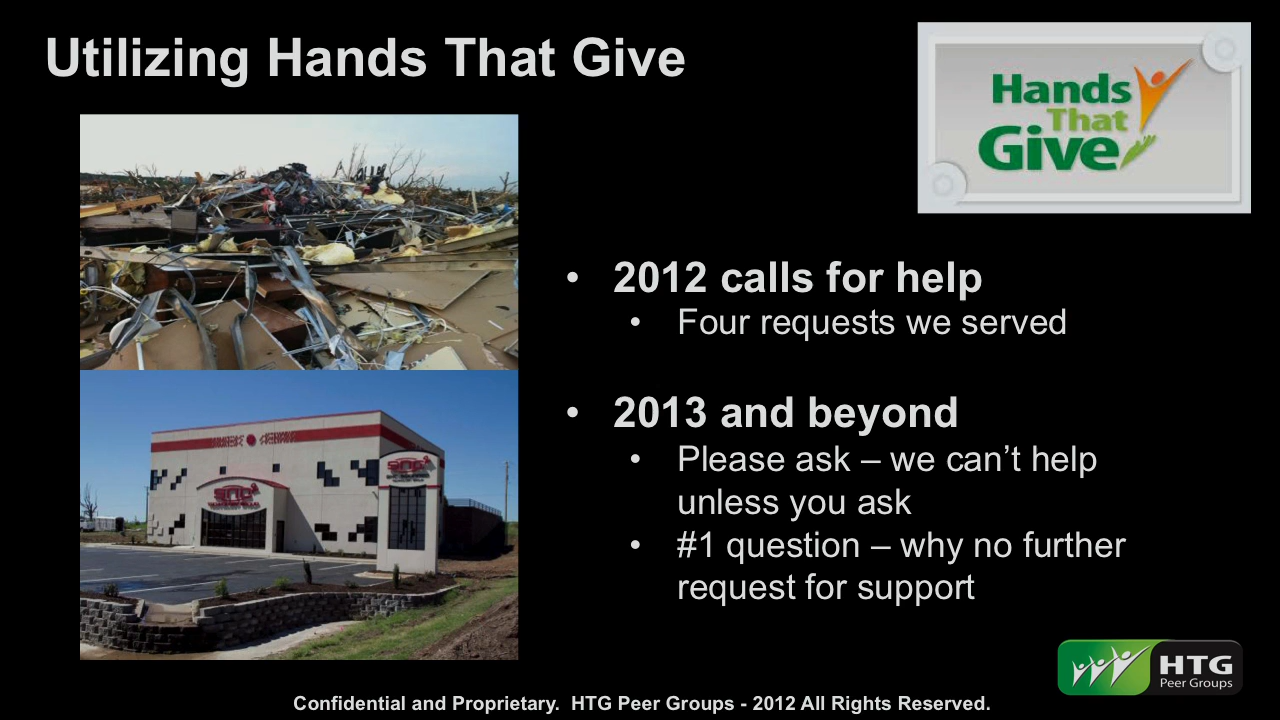 Utilizing Hands That Give
Hands
That
Give
• 2012 calls for help
• Four requests we served
• 2013 and beyond
• Please ask – we can’t help
unless you ask
• #1 question – why no further
request for support
HTG
Peer Groups
Confidential and Proprietary.  HTG Peer Groups - 2012 All Rights Reserved.